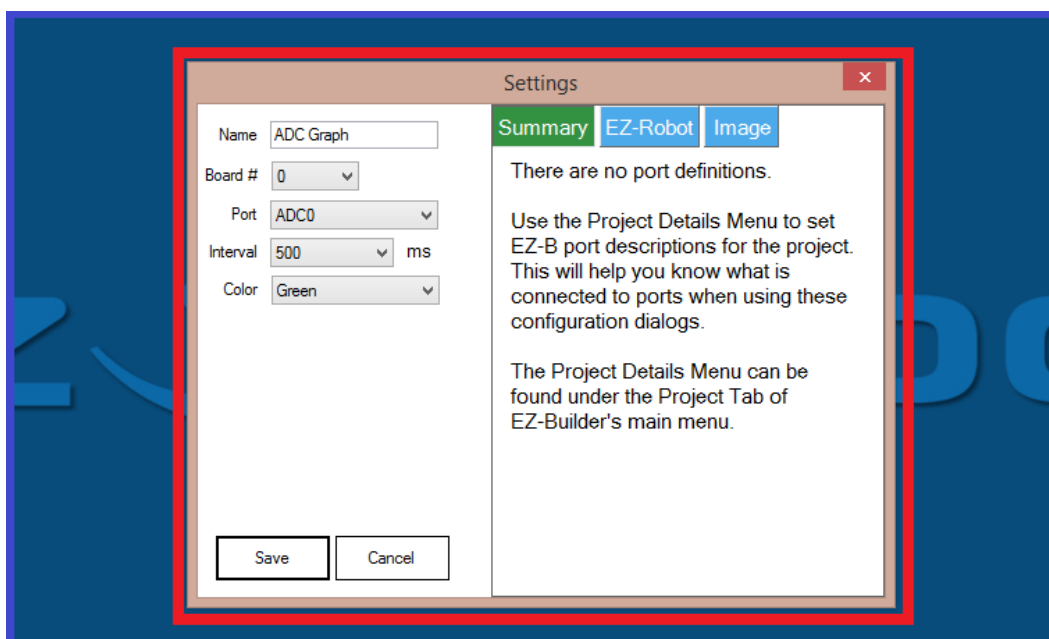 Settings
Name ADC Graph
Board # 0
Port ADC0
Interval 500 ms
Color Green
Save Cancel
Summary EZ-Robot Image
There are no port definitions.
Use the Project Details Menu to set
EZ-B port descriptions for the project.
This will help you know what is
connected to ports when using these
configuration dialogs.
The Project Details Menu can be
found under the Project Tab of
EZ-Builder's main menu.